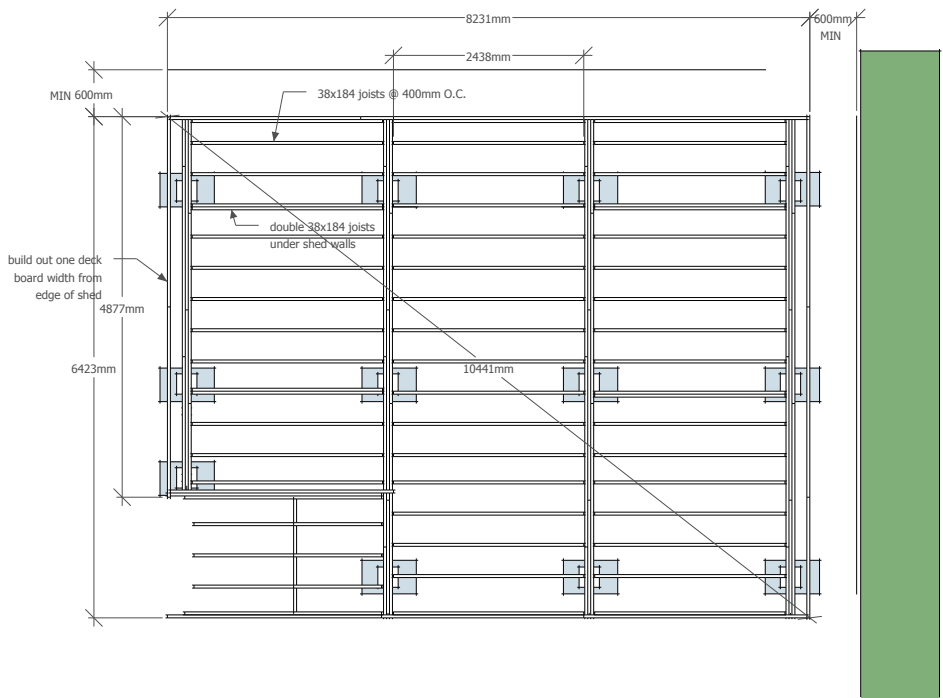 8231mm
600mm
MIN
2438mm
MIN 600mm
38x184 joists @ 400mm O.C.
double 38x184 joists
under shed walls
build out one deck
board width from
edge of shed
4877mm
6423mm
10441mm